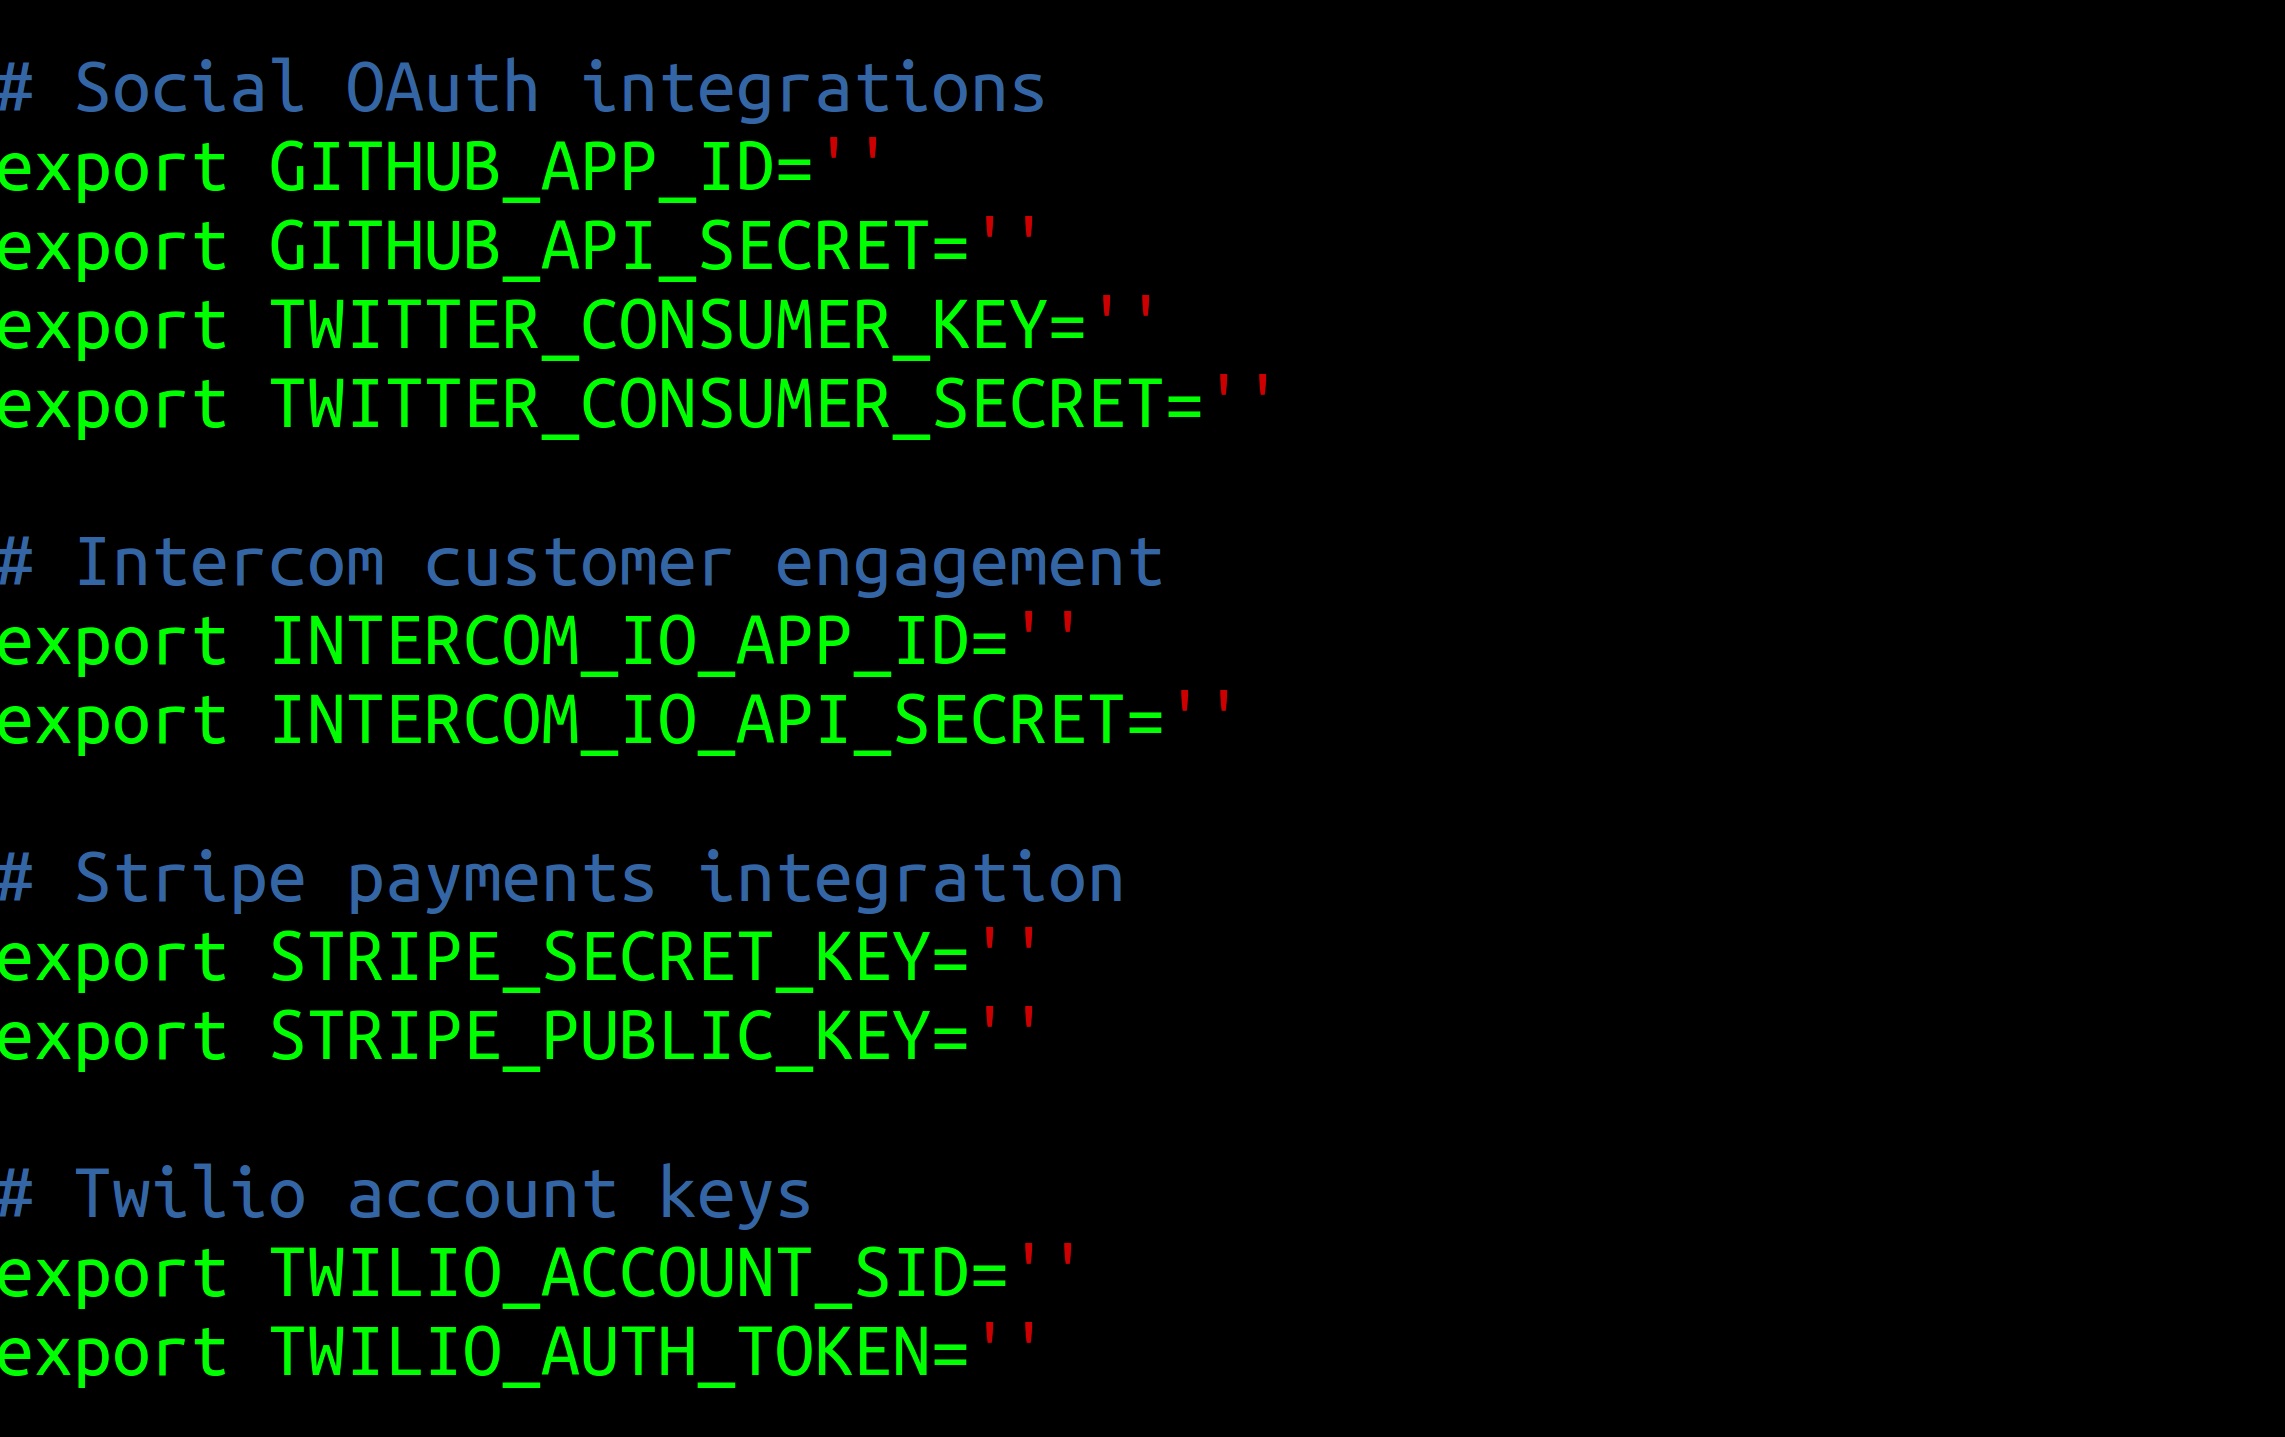 # Social OAuth integrations
export GITHUB_APP_ID=''
export GITHUB_API_SECRET=''
export TWITTER_CONSUMER_KEY=''
export TWITTER_CONSUMER_SECRET=''
# Intercom customer engagement
export INTERCOM_IO_APP_ID=''
export INTERCOM_IO_API_SECRET=''
# Stripe payments integration
export STRIPE_SECRET_KEY=''
export STRIPE_PUBLIC_KEY=''
# Twilio account keys
export TWILIO_ACCOUNT_SID=''
export TWILIO_AUTH_TOKEN=''